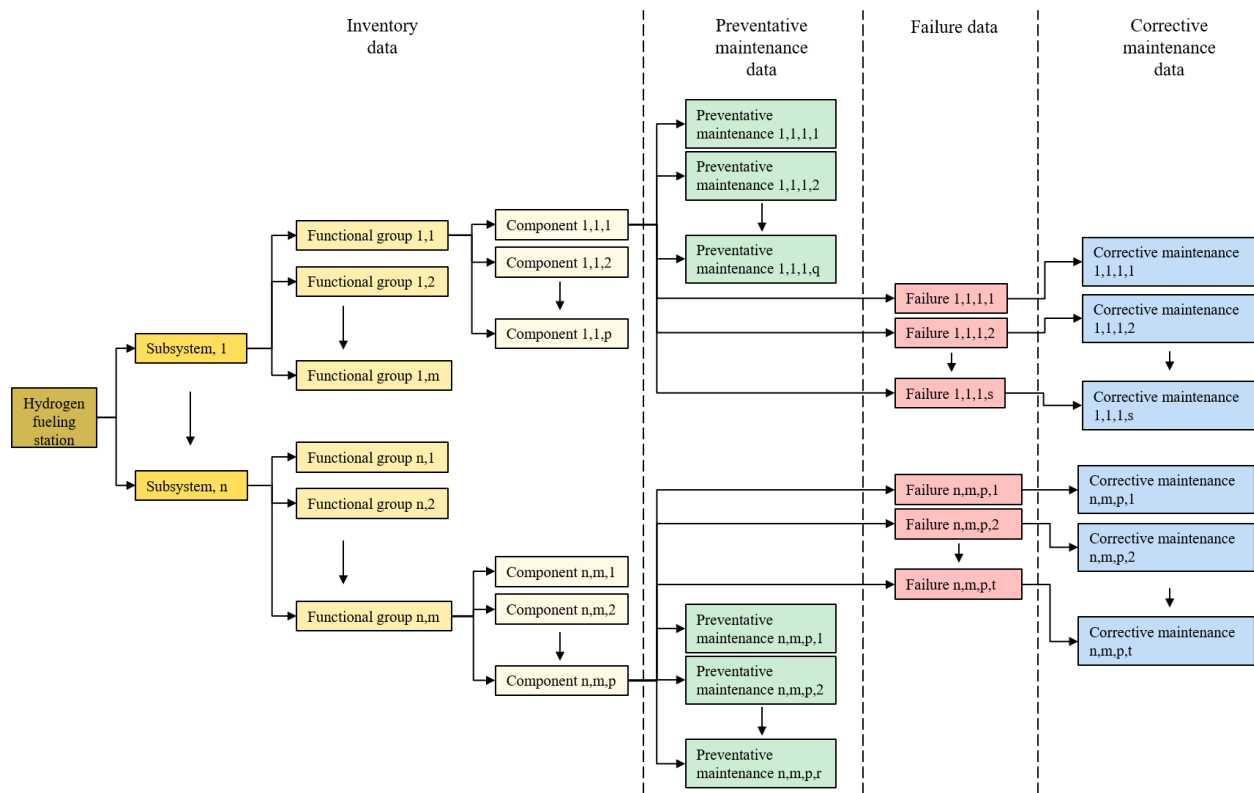 Inventory
data
Preventative
maintenance
data
Failure data
Corrective
maintenance
data
Hydrogen
fueling
station
Subsystem, 1
Subsystem, n
Functional group 1,1
Functional group 1,2
Functional group 1,m
Functional group n,1
Functional group n,2
Functional group n,m
Component 1,1,1
Component 1,1,2
Component 1,1,p
Component n,m,1
Component n,m,2
Component n,m,p
Preventative
maintenance 1,1,1,1
Preventative
maintenance 1,1,1,2
Preventative
maintenance 1,1,1,q
Preventative
maintenance n,m,p,1
Preventative
maintenance n,m,p,2
Preventative
maintenance n,m,p,r
Failure 1,1,1,1
Failure 1,1,1,2
Failure 1,1,1,s
Failure n,m,p,1
Failure n,m,p,2
Failure n,m,p,t
Corrective maintenance
1,1,1,1
Corrective maintenance
1,1,1,2
Corrective maintenance
1,1,1,s
Corrective maintenance
n,m,p,1
Corrective maintenance
n,m,p,2
Corrective maintenance
n,m,p,t